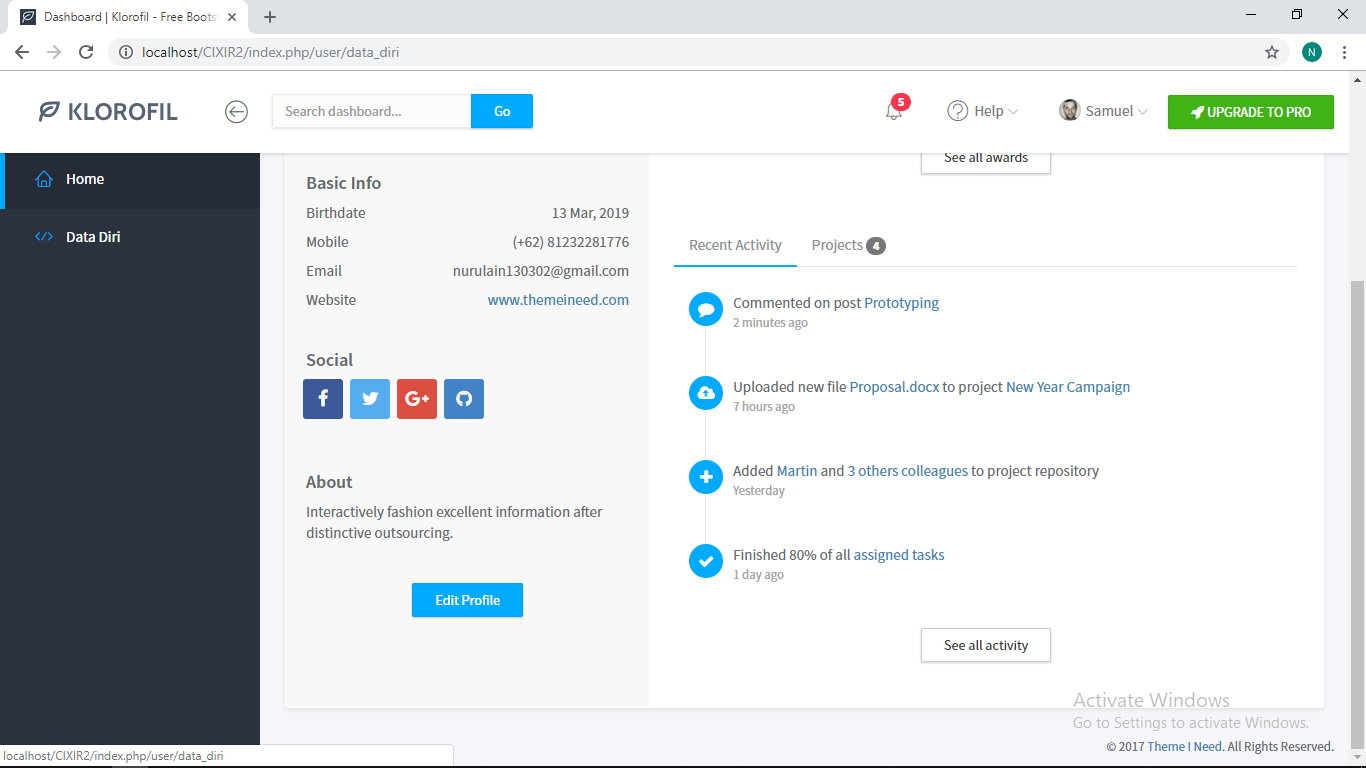 Dashboard | Klorofil - Free Boots
localhost/CIXIR2/index.php/user/data_diri
N
KLOROFIL
Search dashboard...
Go
5
Help
Samuel
UPGRADE TO PRO
Home
Data Diri
Basic Info
Birthdate 13 Mar, 2019
Mobile (+62) 81232281776
Email nurulain130302@gmail.com
Website www.themeineed.com
Social
f
G+
About
Interactively fashion excellent information after
distinctive outsourcing.
Edit Profile
See all awards
Recent Activity Projects 4
Commented on post Prototyping
2 minutes ago
Uploaded new file Proposal.docx to project New Year Campaign
7 hours ago
Added Martin and 3 others colleagues to project repository
Yesterday
Finished 80% of all assigned tasks
1 day ago
See all activity
Activate Windows
Go to Settings to activate Windows.
© 2017 Theme I Need. All Rights Reserved.
localhost/CIXIR2/index.php/user/data_diri